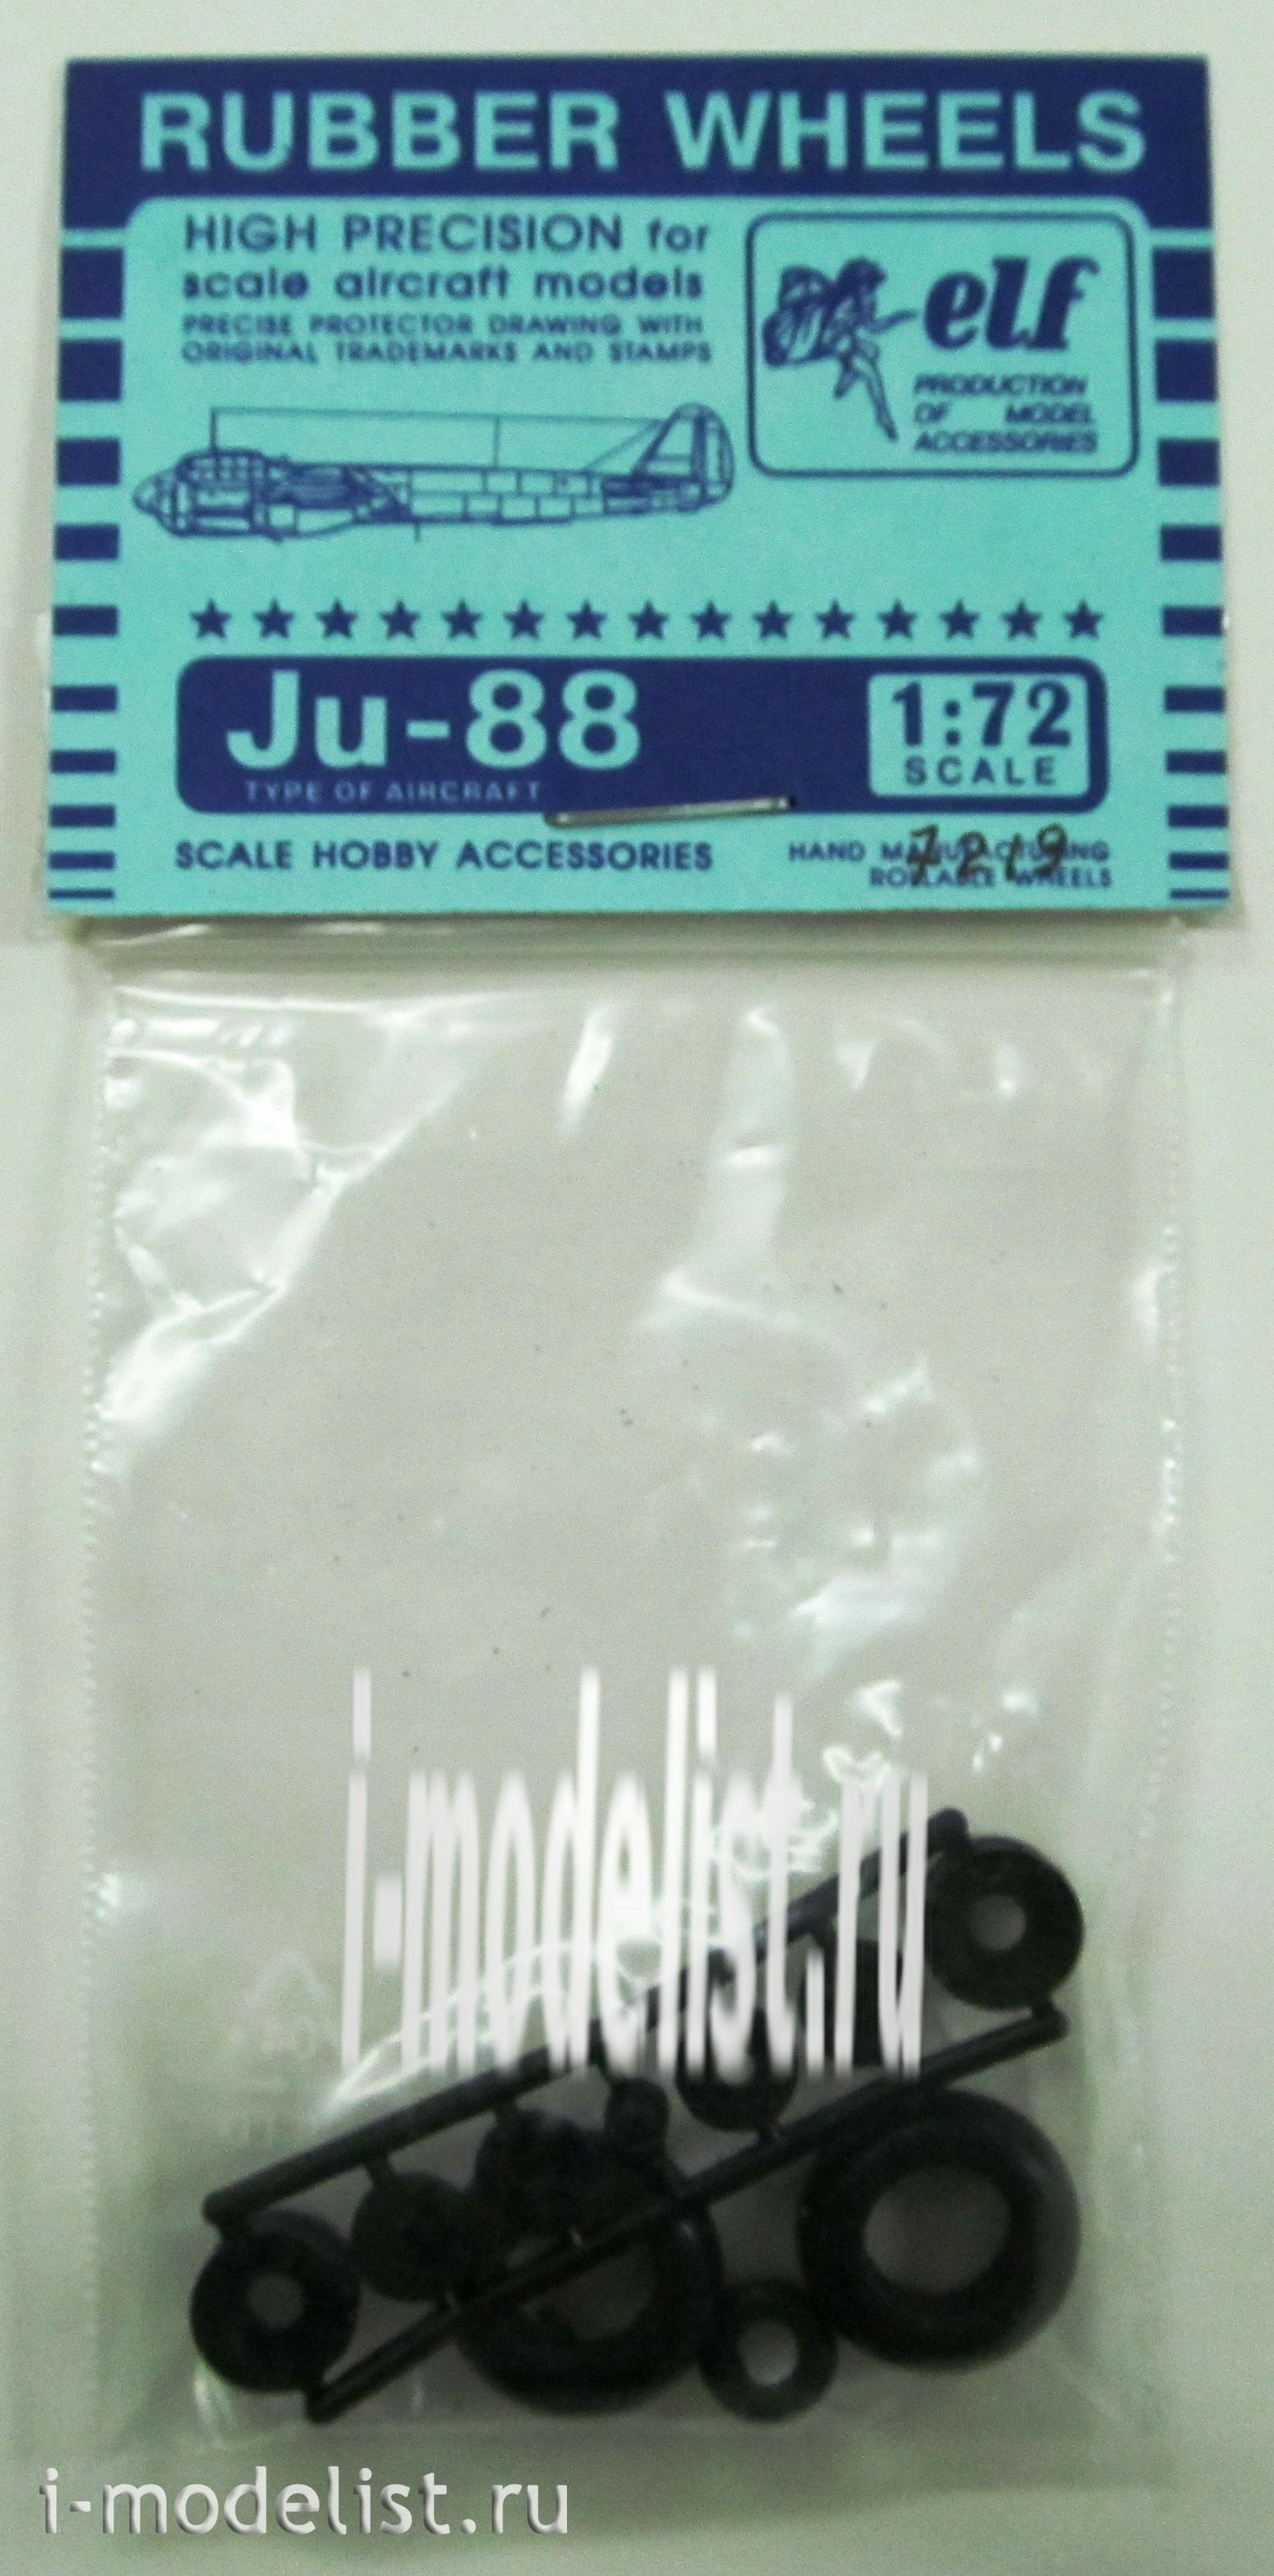 RUBBER WHEELS
HIGH PRECISION for
scale aircraft models
PRECISE PROTECTOR DRAWING WITH
ORIGINAL TRADEMARKS AND STAMPS
elf
PRODUCTION
OF MODEL
ACCESSORIES
Ju-88
TYPE OF AIRCRAFT
1:72
SCALE
SCALE HOBBY ACCESSORIES
HAND MANUFACTURING
ROLLABLE WHEELS
7219
i-modelist.ru
i-modelist.ru